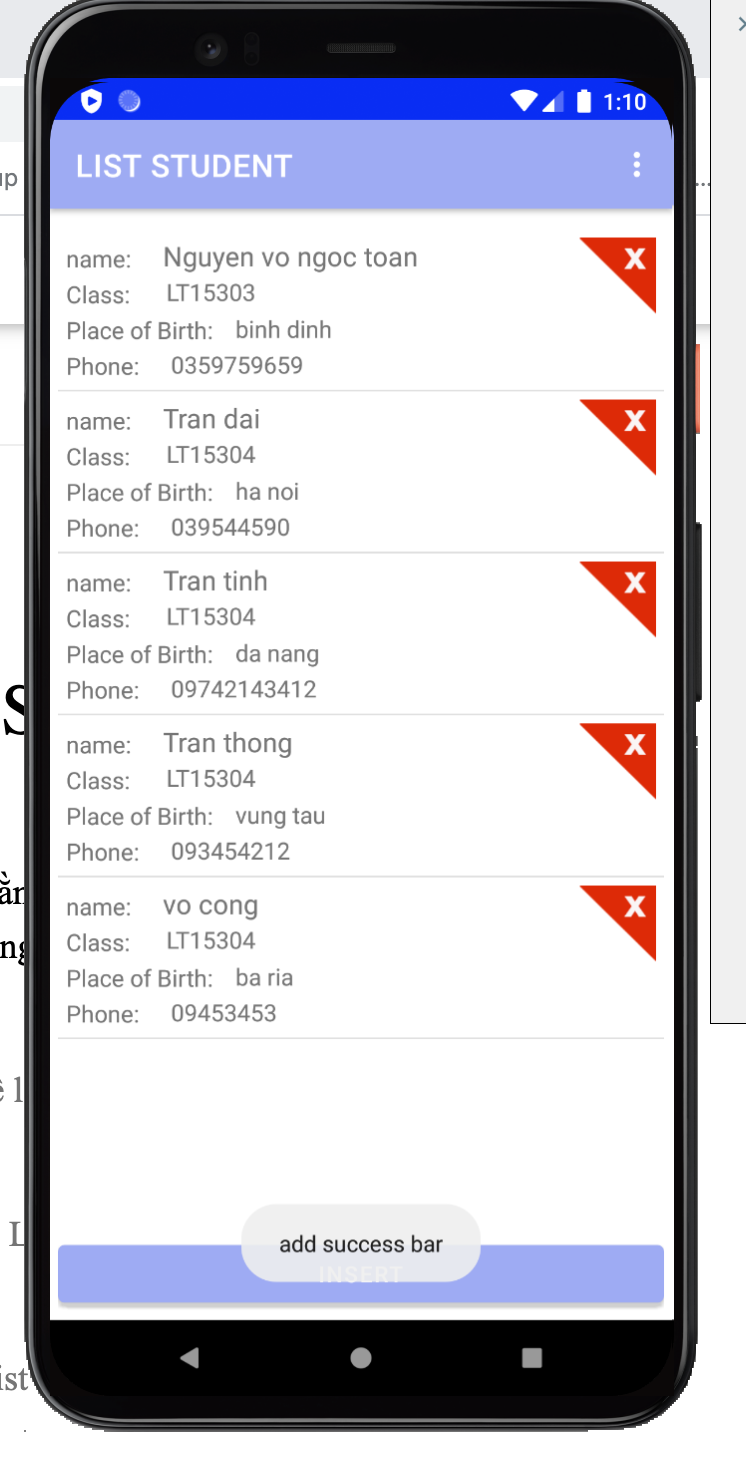 1:10
LIST STUDENT
name: Nguyen vo ngoc toan X
Class: LT15303
Place of Birth: binh dinh
Phone: 0359759659
name: Tran dai X
Class: LT15304
Place of Birth: ha noi
Phone: 039544590
name: Tran tinh X
Class: LT15304
Place of Birth: da nang
Phone: 09742143412
name: Tran thong X
Class: LT15304
Place of Birth: vung tau
Phone: 093454212
name: vo cong X
Class: LT15304
Place of Birth: ba ria
Phone: 09453453
add success bar
INSERT